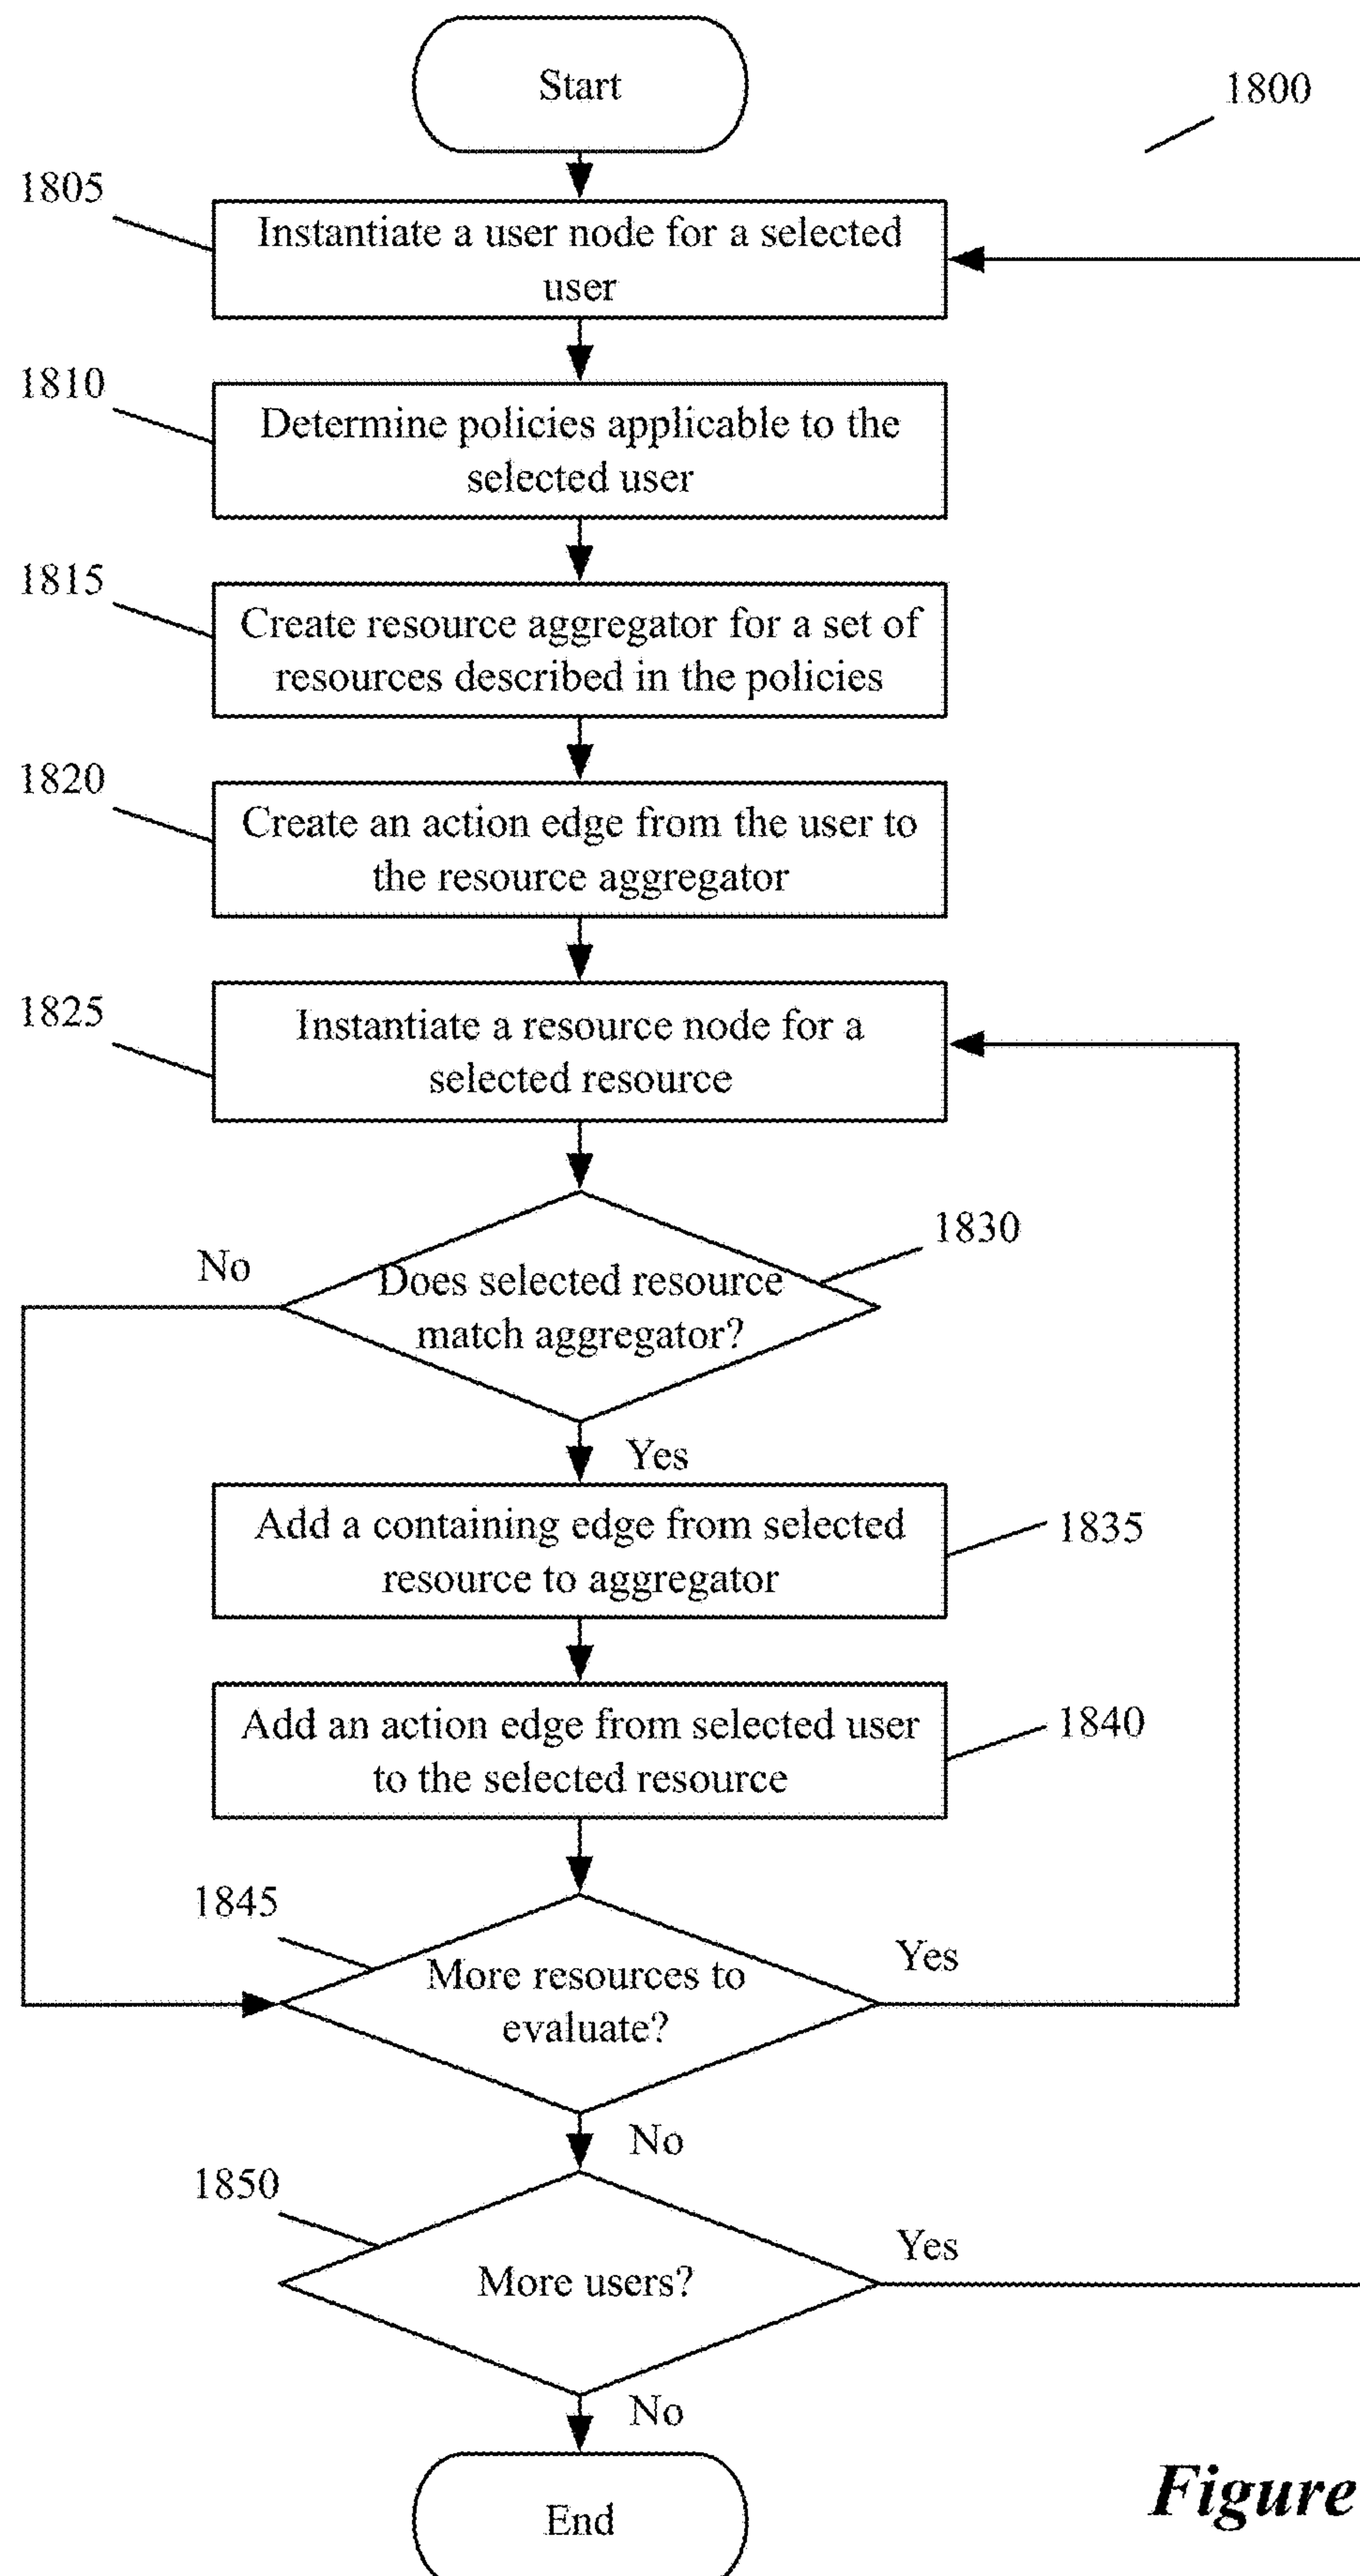 Start
1800
1805
Instantiate a user node for a selected
user
1810
Determine policies applicable to the
selected user
1815
Create resource aggregator for a set of
resources described in the policies
1820
Create an action edge from the user to
the resource aggregator
1825
Instantiate a resource node for a
selected resource
1830
No
Does selected resource
match aggregator?
Yes
Add a containing edge from selected
resource to aggregator
1835
Add an action edge from selected user
to the selected resource
1840
1845
More resources to
evaluate?
Yes
No
1850
More users?
Yes
No
End
Figure